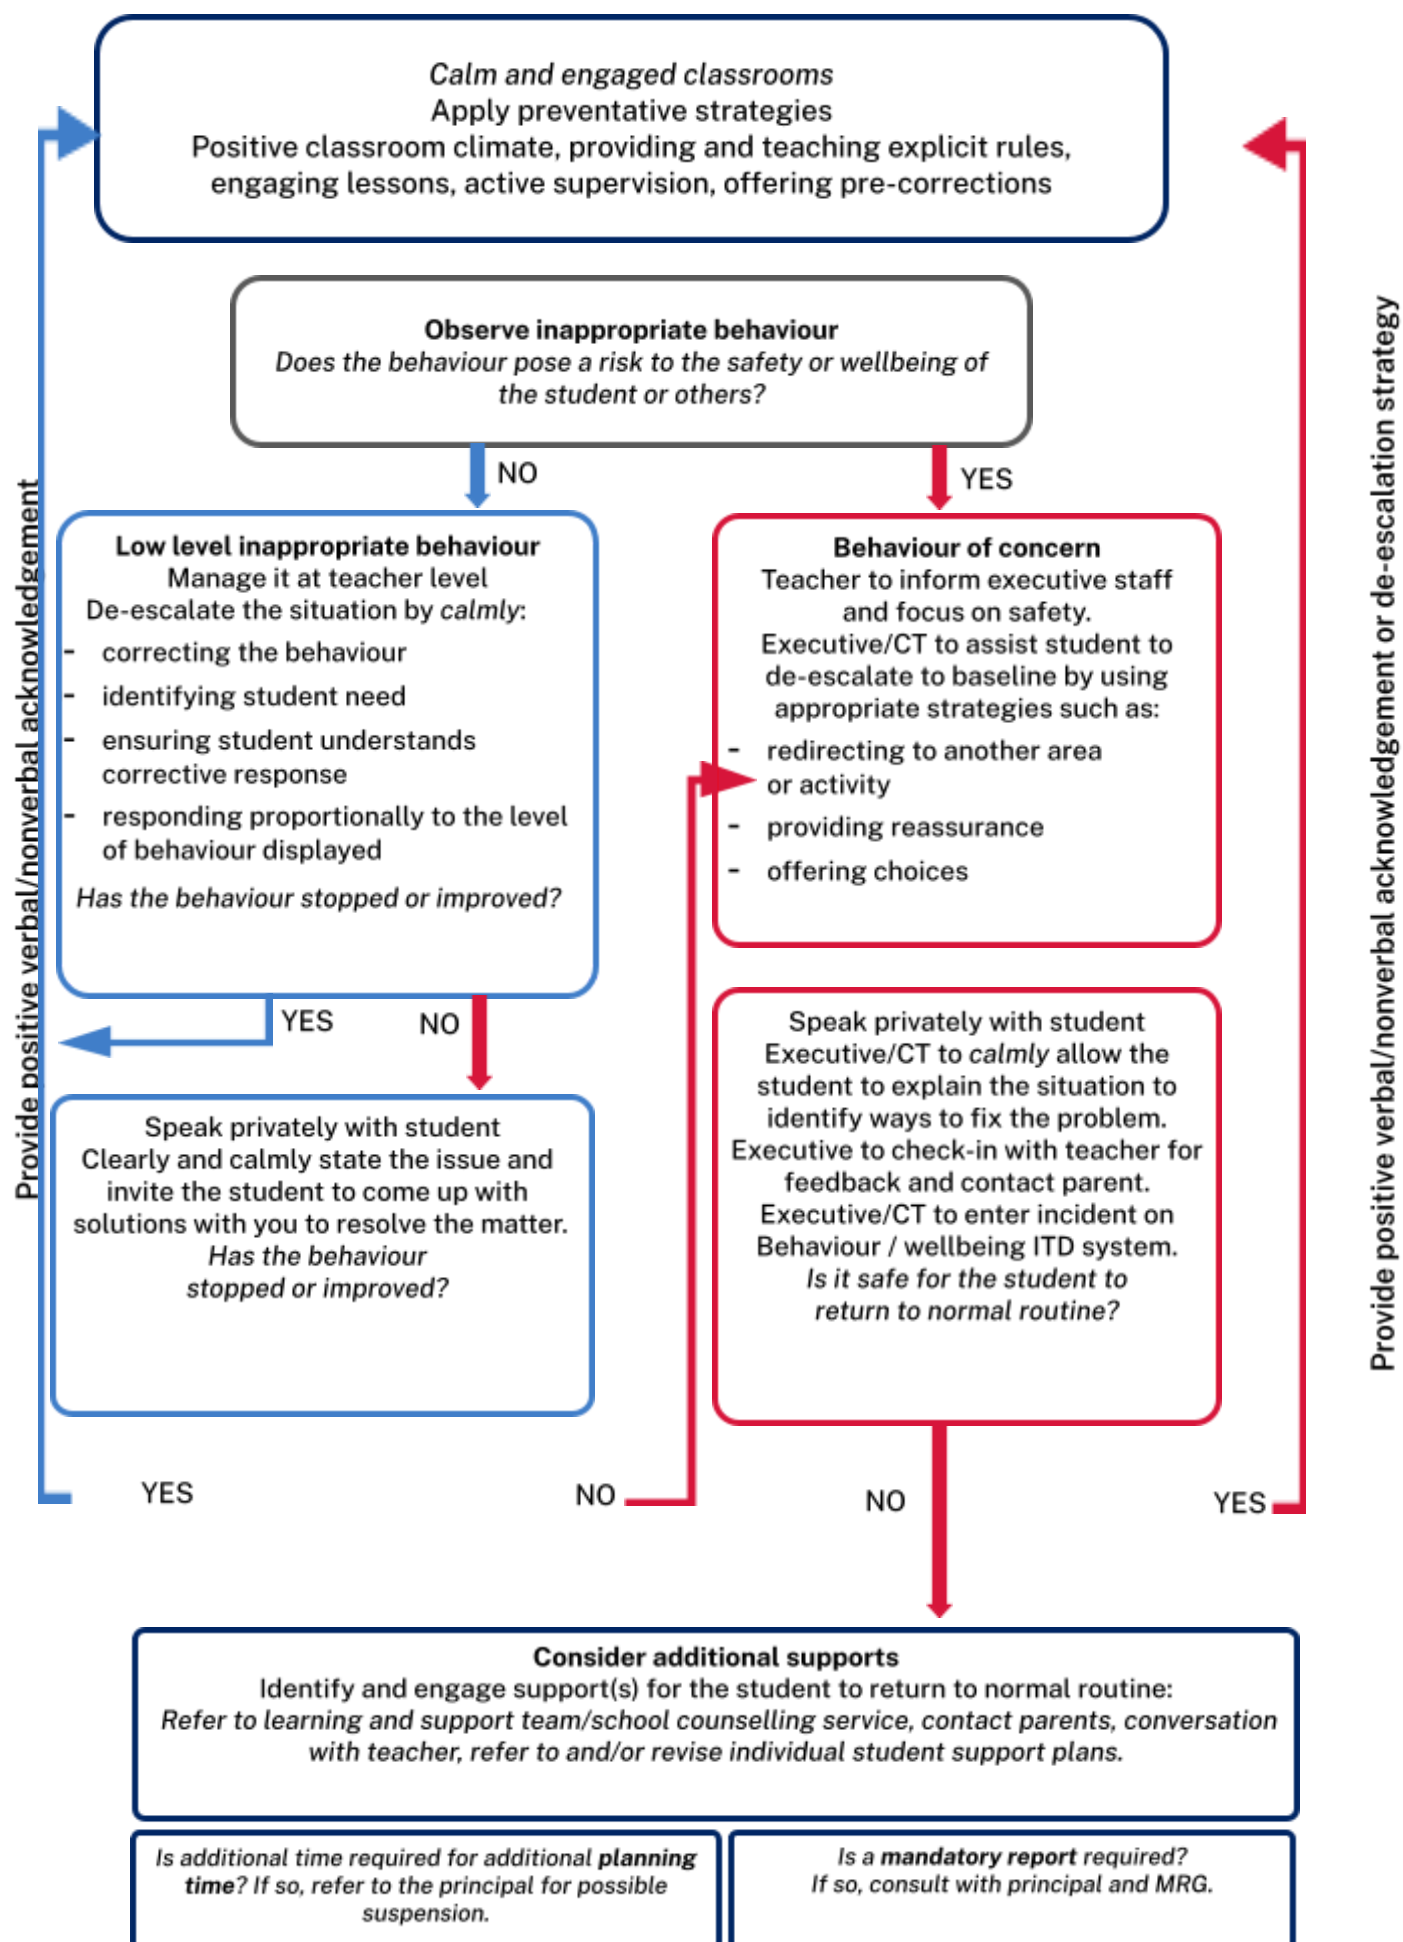 Calm and engaged classrooms
Apply preventative strategies
Positive classroom climate, providing and teaching explicit rules,
engaging lessons, active supervision, offering pre-corrections
Observe inappropriate behaviour
Does the behaviour pose a risk to the safety or wellbeing of
the student or others?
NO
YES
Low level inappropriate behaviour
Manage it at teacher level
De-escalate the situation by calmly:
- correcting the behaviour
- identifying student need
- ensuring student understands
corrective response
- responding proportionally to the level
of behaviour displayed
Has the behaviour stopped or improved?
YES
NO
Speak privately with student
Clearly and calmly state the issue and
invite the student to come up with
solutions with you to resolve the matter.
Has the behaviour
stopped or improved?
YES
NO
Provide positive verbal/nonverbal acknowledgement
Behaviour of concern
Teacher to inform executive staff
and focus on safety.
Executive/CT to assist student to
de-escalate to baseline by using
appropriate strategies such as:
- redirecting to another area
or activity
- providing reassurance
- offering choices
Speak privately with student
Executive/CT to calmly allow the
student to explain the situation to
identify ways to fix the problem.
Executive to check-in with teacher for
feedback and contact parent.
Executive/CT to enter incident on
Behaviour / wellbeing ITD system.
Is it safe for the student to
return to normal routine?
NO
YES
Provide positive verbal/nonverbal acknowledgement or de-escalation strategy
Consider additional supports
Identify and engage support(s) for the student to return to normal routine:
Refer to learning and support team/school counselling service, contact parents, conversation
with teacher, refer to and/or revise individual student support plans.
Is additional time required for additional planning
time? If so, refer to the principal for possible
suspension.
Is a mandatory report required?
If so, consult with principal and MRG.